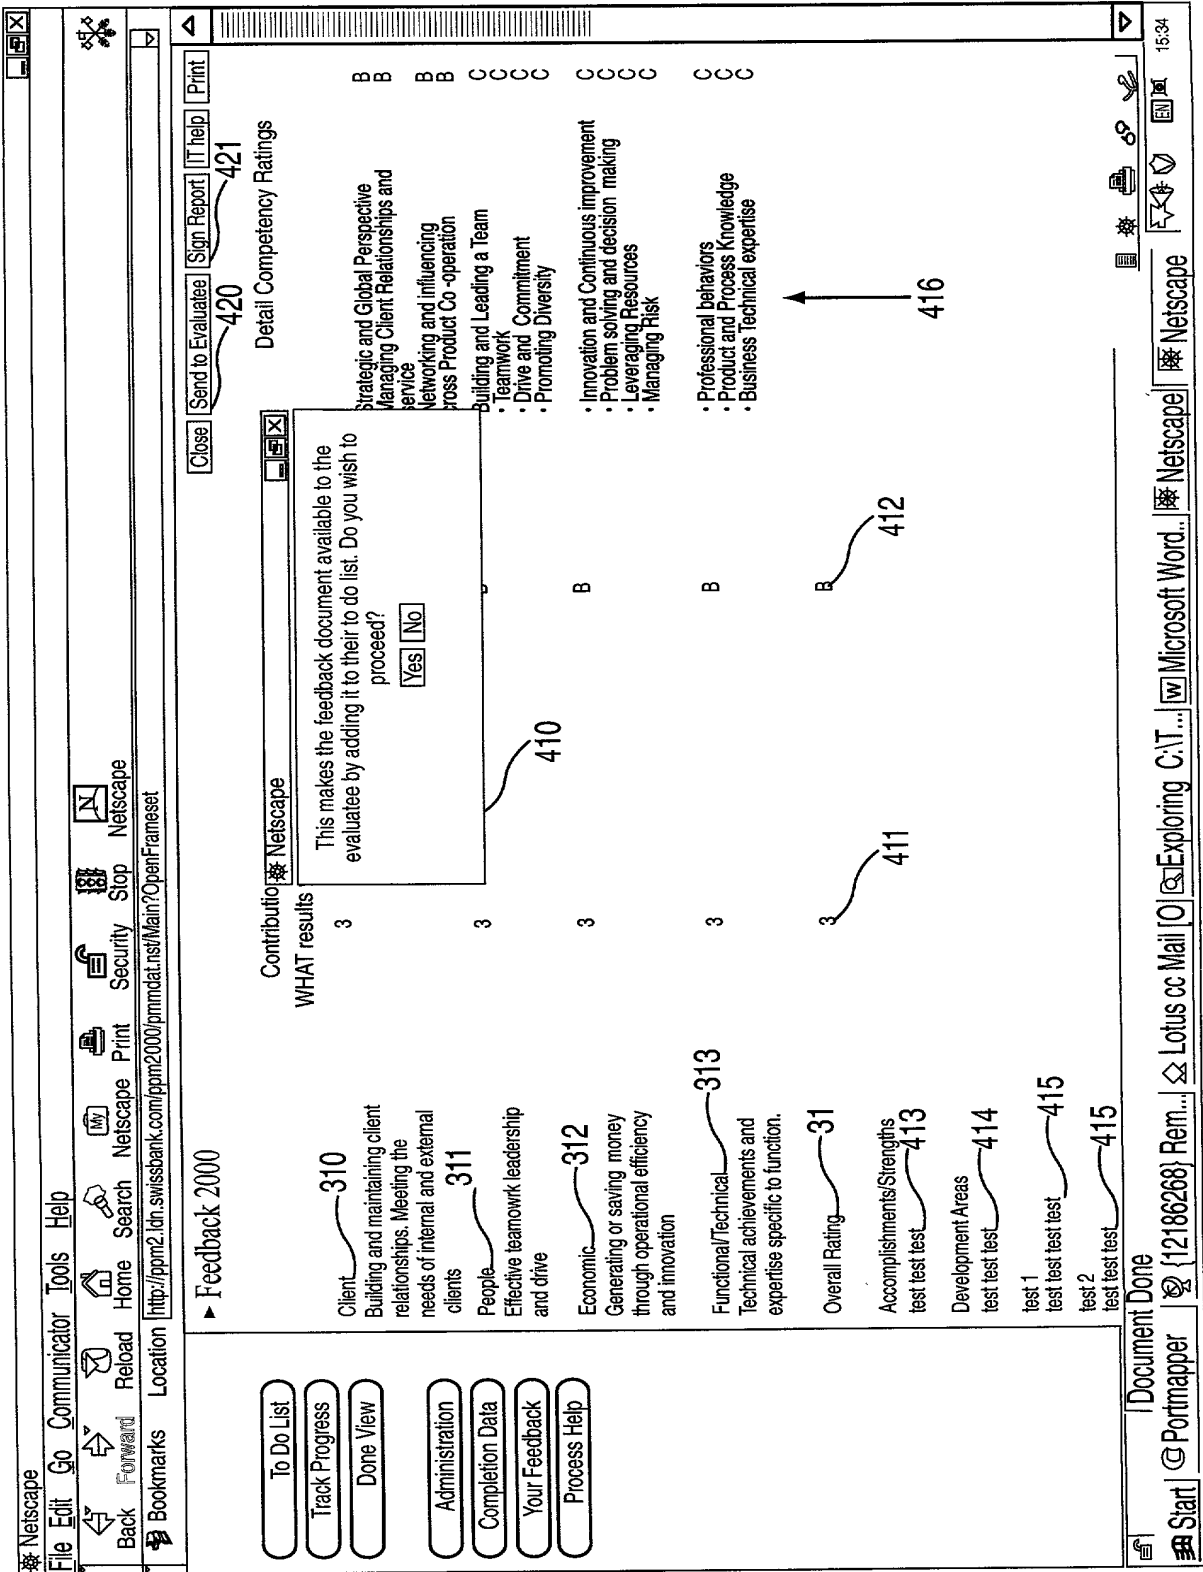 Netscape
File Edit Go Communicator Tools Help
Back Forward Reload Home Search Netscape Print Security Stop Netscape
My
N
Bookmarks Location http://ppm2.ldn.swissbank.com/ppm2000/pmmdat.nst/Main?OpenFrameset
Close Send to Evaluatee Sign Report IT help Print
420
421
► Feedback 2000
To Do List
Track Progress
Done View
Administration
Completion Data
Your Feedback
Process Help
Contributio
WHAT results
Detail Competency Ratings
Netscape
This makes the feedback document available to the
evaluatee by adding it to their to do list. Do you wish to
proceed?
Yes No
410
Client 310
Building and maintaining client
relationships. Meeting the
needs of internal and external
clients
3
Strategic and Global Perspective B
Managing Client Relationships and B
service
Networking and influencing B
cross Product Co -operation B
People 311
Effective teamowrk leadership
and drive
3
Building and Leading a Team C
• Teamwork C
• Drive and Commitment C
• Promoting Diversity C
Economic 312
Generating or saving money
through operational efficiency
and innovation
3 B
• Innovation and Continuous improvement C
• Problem solving and decision making C
• Leveraging Resources C
• Managing Risk C
Functional/Technical 313
Technical achievements and
expertise specific to function.
3 B
• Professional behaviors C
• Product and Process Knowledge C
• Business Technical expertise C
Overall Rating 31
3 411
B 412
416
Accomplishments/Strengths
test test test 413
Development Areas
test test test 414
test 1
test test test test 415
test 2
test test test 415
Document Done
Start Portmapper {12186268} Rem... Lotus cc Mail [O] Exploring C:\T... W Microsoft Word.. Netscape Netscape EN 15:34